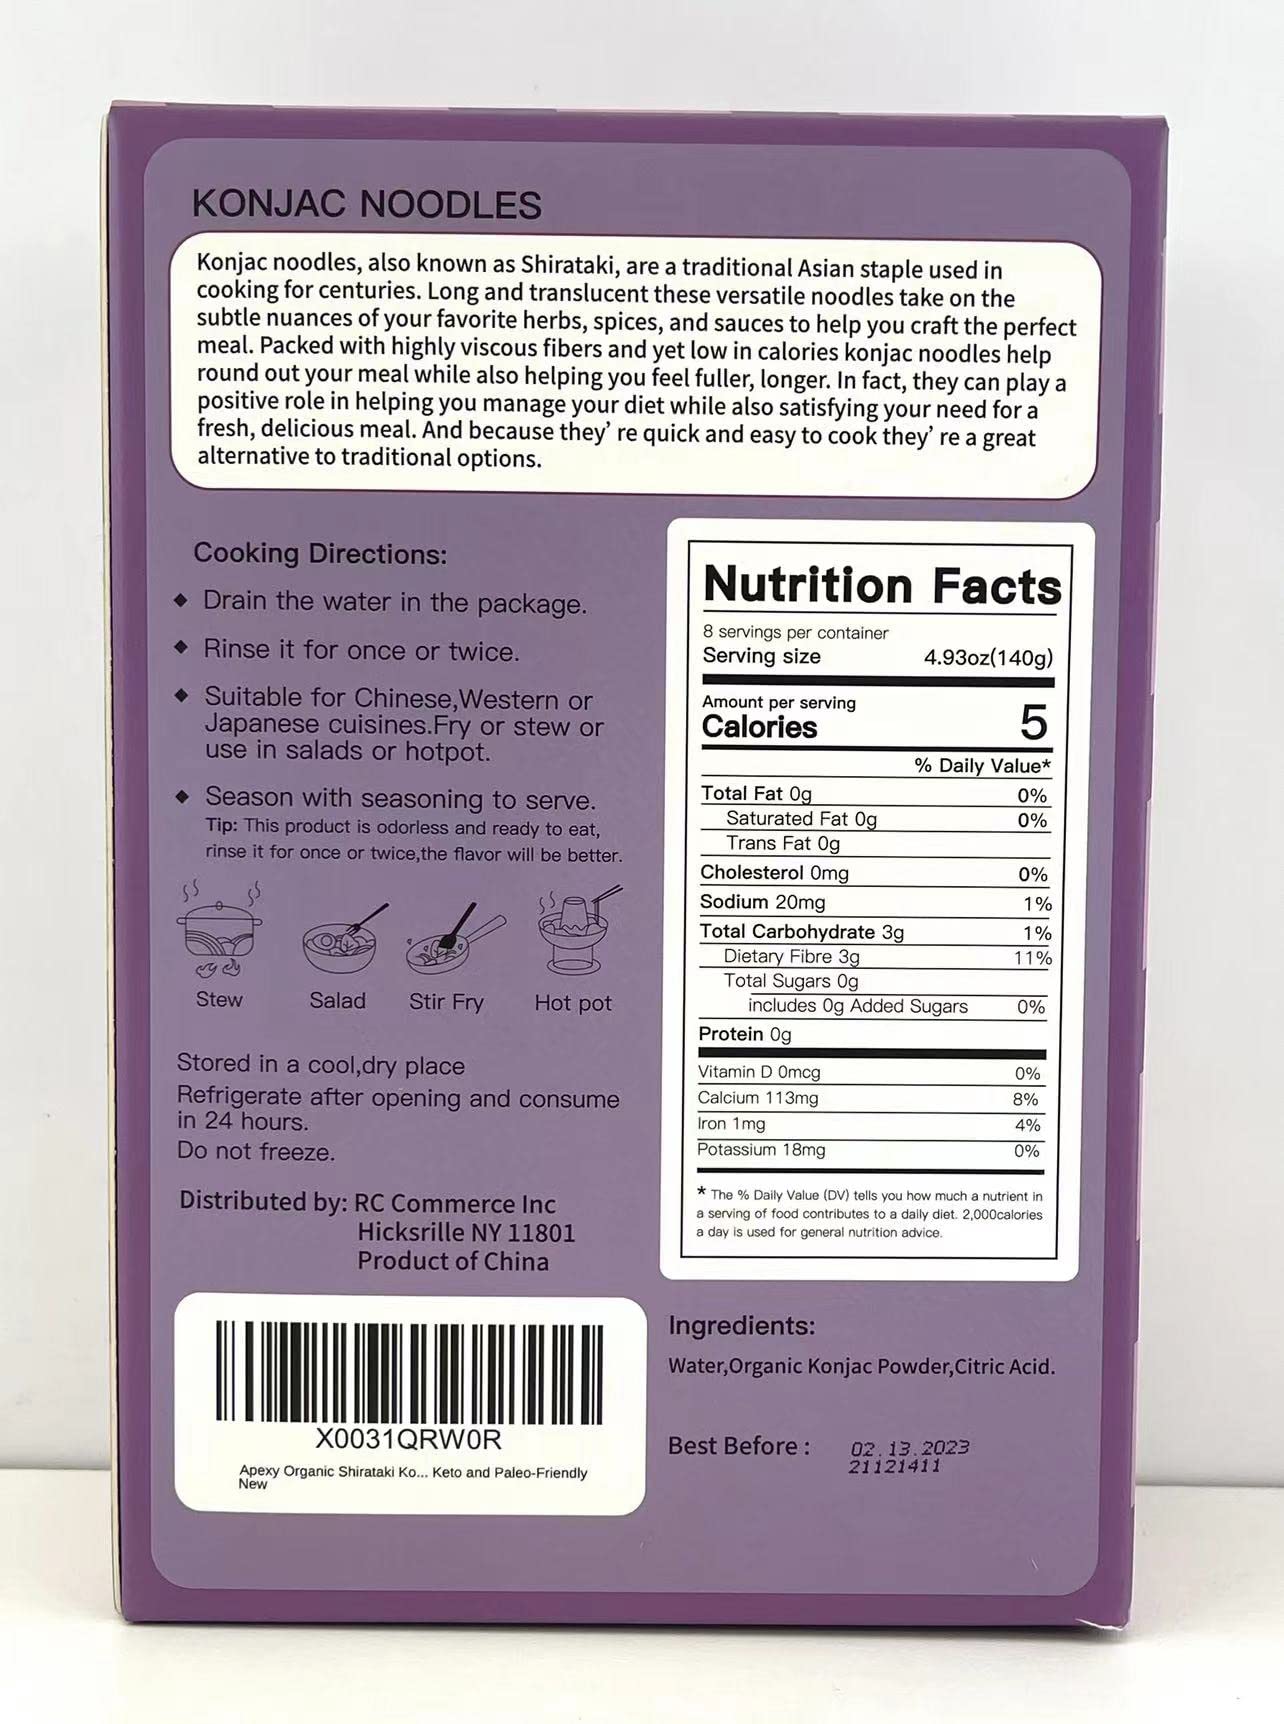 KONJAC NOODLES
Konjac noodles, also known as Shirataki, are a traditional Asian staple used in
cooking for centuries. Long and translucent these versatile noodles take on the
subtle nuances of your favorite herbs, spices, and sauces to help you craft the perfect
meal. Packed with highly viscous fibers and yet low in calories konjac noodles help
round out your meal while also helping you feel fuller, longer. In fact, they can play a
positive role in helping you manage your diet while also satisfying your need for a
fresh, delicious meal. And because they’ re quick and easy to cook they’ re a great
alternative to traditional options.
Cooking Directions:
◆ Drain the water in the package.
◆ Rinse it for once or twice.
◆ Suitable for Chinese,Western or
Japanese cuisines.Fry or stew or
use in salads or hotpot.
◆ Season with seasoning to serve.
Tip: This product is odorless and ready to eat,
rinse it for once or twice,the flavor will be better.
Stew Salad Stir Fry Hot pot
Stored in a cool,dry place
Refrigerate after opening and consume
in 24 hours.
Do not freeze.
Distributed by: RC Commerce Inc
Hicksrille NY 11801
Product of China
X0031QRW0R
Apexy Organic Shirataki Ko... Keto and Paleo-Friendly
New
Nutrition Facts
8 servings per container
Serving size 4.93oz(140g)
Amount per serving
Calories 5
% Daily Value*
Total Fat 0g 0%
Saturated Fat 0g 0%
Trans Fat 0g
Cholesterol 0mg 0%
Sodium 20mg 1%
Total Carbohydrate 3g 1%
Dietary Fibre 3g 11%
Total Sugars 0g
includes 0g Added Sugars 0%
Protein 0g
Vitamin D 0mcg 0%
Calcium 113mg 8%
Iron 1mg 4%
Potassium 18mg 0%
* The % Daily Value (DV) tells you how much a nutrient in
a serving of food contributes to a daily diet. 2,000calories
a day is used for general nutrition advice.
Ingredients:
Water,Organic Konjac Powder,Citric Acid.
Best Before : 02.13.2023
21121411